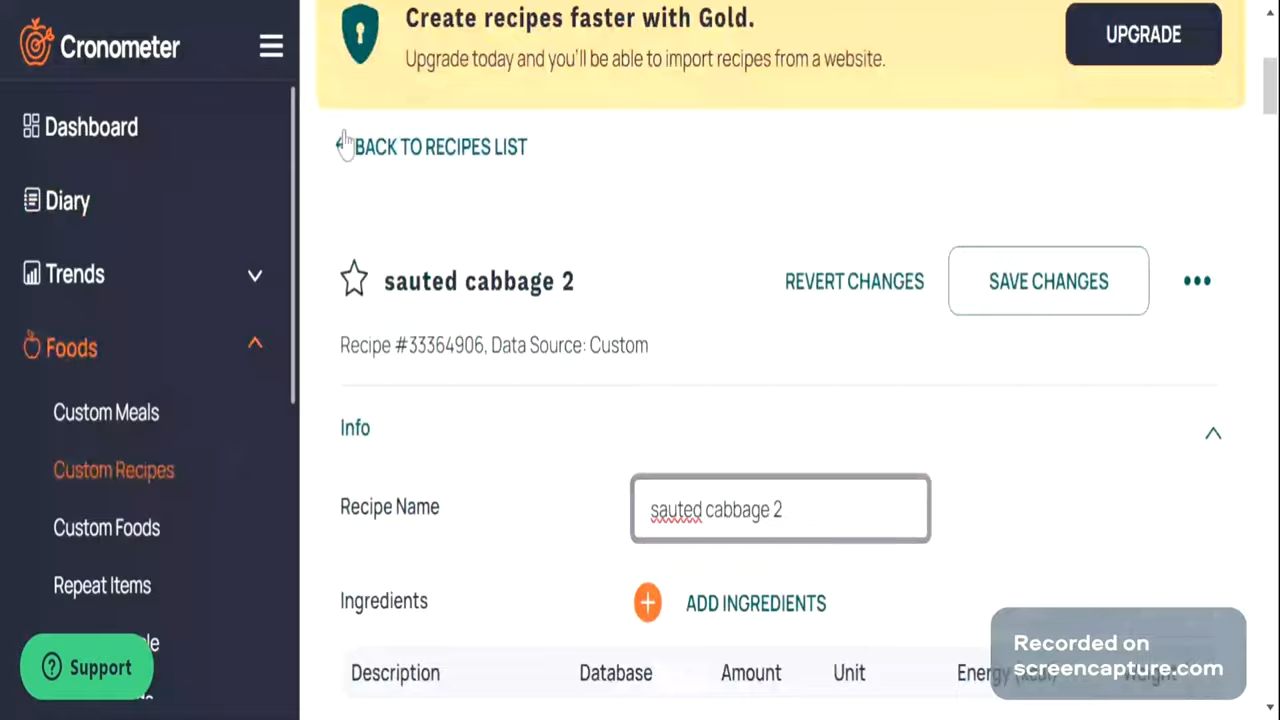 Create recipes faster with Gold.
Upgrade today and you'll be able to import recipes from a website.
UPGRADE
Cronometer
Dashboard
Diary
Trends
Foods
Custom Meals
Custom Recipes
Custom Foods
Repeat Items
Support
BACK TO RECIPES LIST
sauted cabbage 2
REVERT CHANGES
SAVE CHANGES
Recipe #33364906, Data Source: Custom
Info
Recipe Name
sauted cabbage 2
Ingredients
ADD INGREDIENTS
Description Database Amount Unit Energy (kcal) Weight
Recorded on
screencapture.com